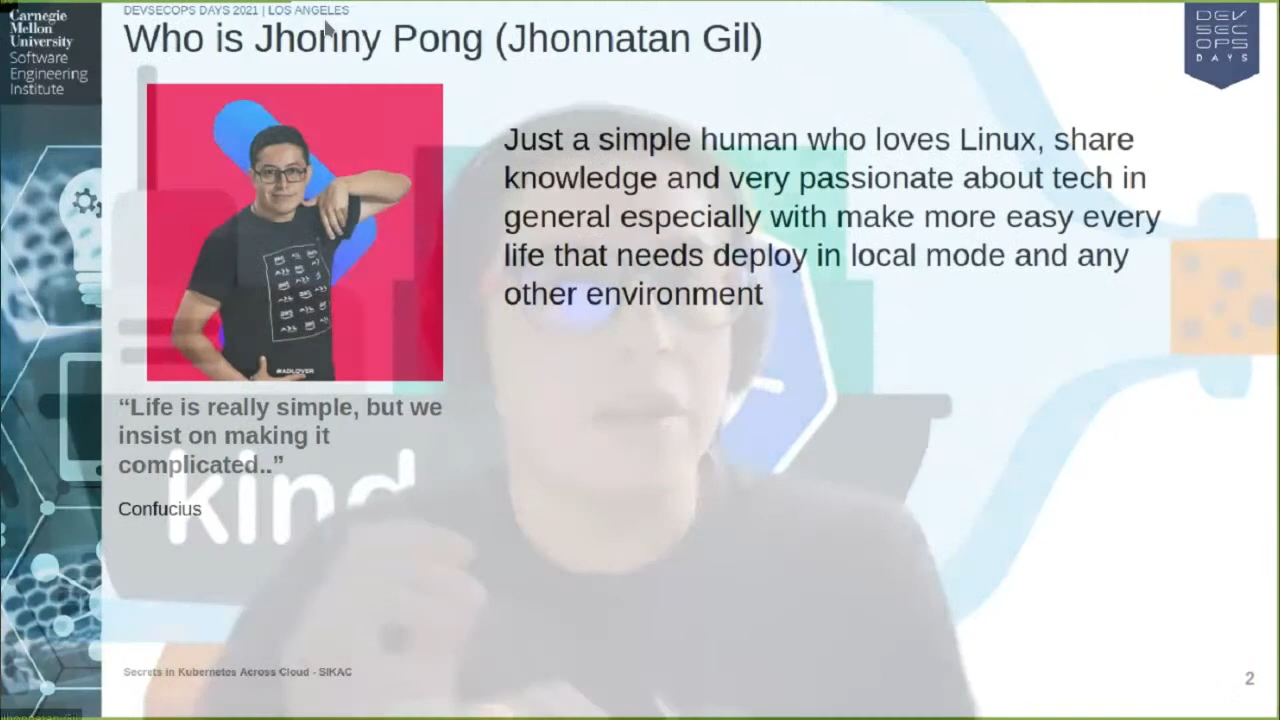 Carnegie
Mellon
University
Software
Engineering
Institute
DEVSECOPS DAYS 2021 | LOS ANGELES
Who is Jhonny Pong (Jhonnatan Gil)
DEV
SEC
OPS
DAYS
Just a simple human who loves Linux, share
knowledge and very passionate about tech in
general especially with make more easy every
life that needs deploy in local mode and any
other environment
#ADLOVER
“Life is really simple, but we
insist on making it
complicated..”
Confucius
kind
Secrets in Kubernetes Across Cloud - SIKAC
2
Jhonnatan Gil